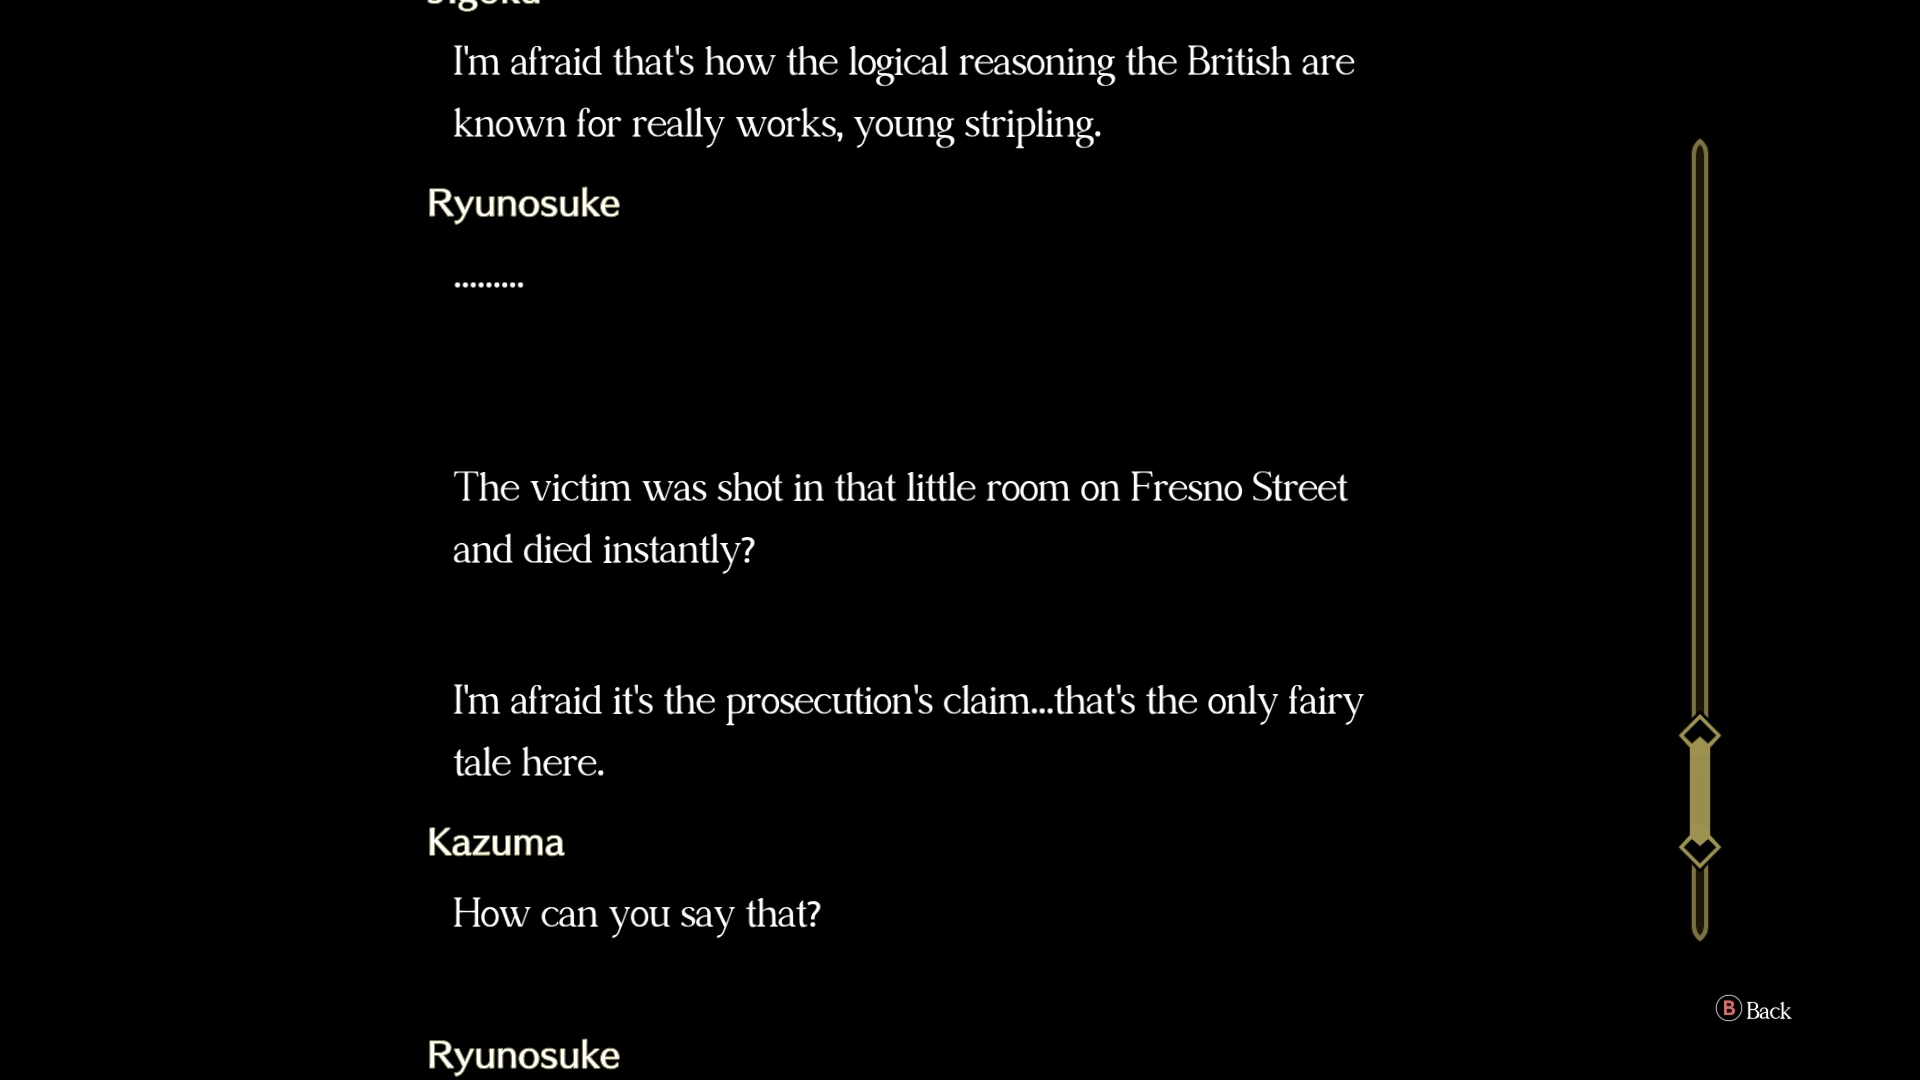 Jigoku
I'm afraid that's how the logical reasoning the British are
known for really works, young stripling.
Ryunosuke
.........
The victim was shot in that little room on Fresno Street
and died instantly?
I'm afraid it's the prosecution's claim...that's the only fairy
tale here.
Kazuma
How can you say that?
Ryunosuke
B Back